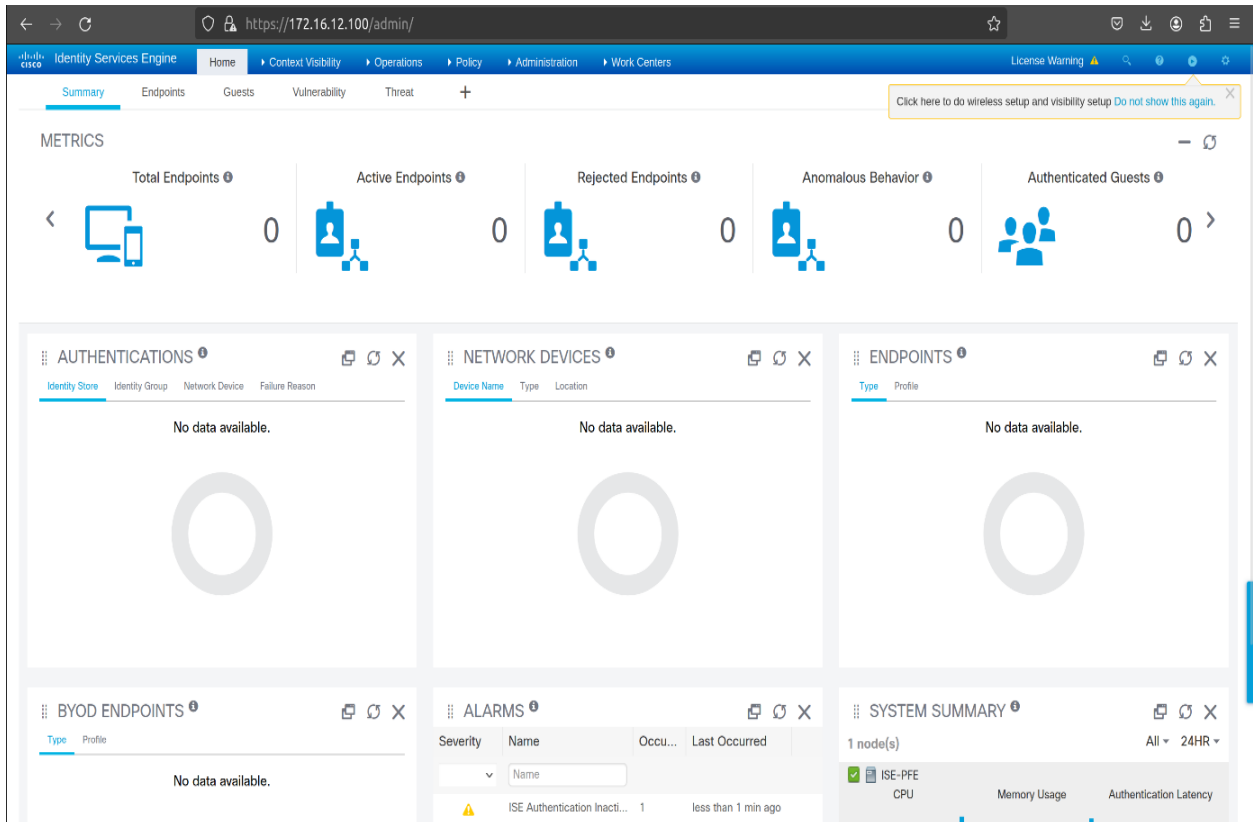 https://172.16.12.100/admin/
cisco Identity Services Engine Home Context Visibility Operations Policy Administration Work Centers License Warning
Summary Endpoints Guests Vulnerability Threat +
Click here to do wireless setup and visibility setup Do not show this again.
METRICS
Total Endpoints Active Endpoints Rejected Endpoints Anomalous Behavior Authenticated Guests
0 0 0 0 0
AUTHENTICATIONS NETWORK DEVICES ENDPOINTS
Identity Store Identity Group Network Device Failure Reason Device Name Type Location Type Profile
No data available. No data available. No data available.
BYOD ENDPOINTS ALARMS SYSTEM SUMMARY
Type Profile Severity Name Occu... Last Occurred 1 node(s) All 24HR
Name
No data available. ISE-PFE
CPU Memory Usage Authentication Latency
ISE Authentication Inacti... 1 less than 1 min ago